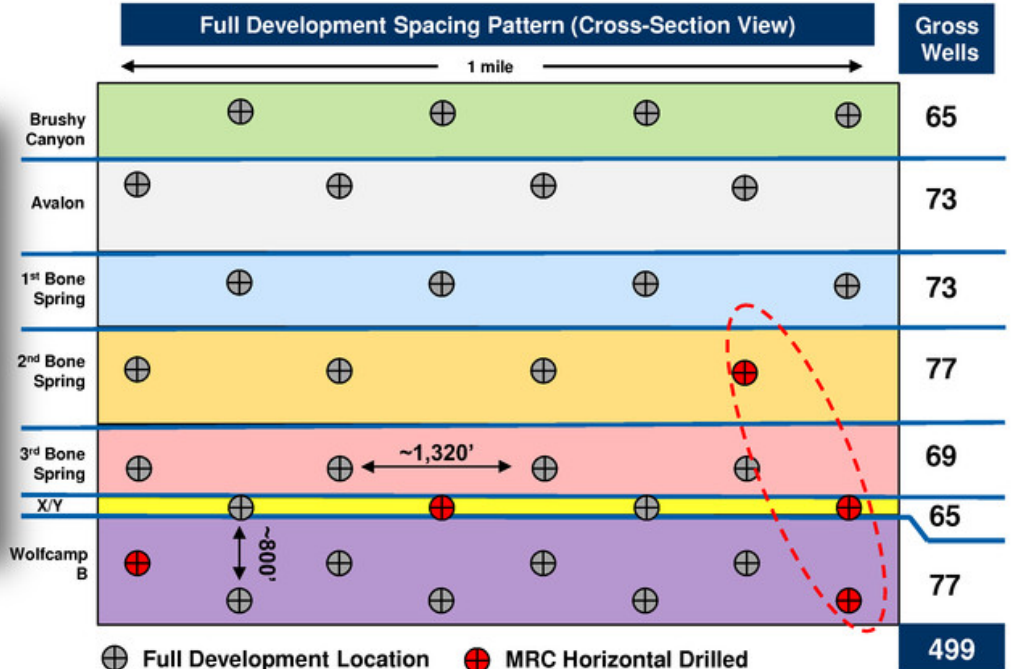 Full Development Spacing Pattern (Cross-Section View)
Gross
Wells
1 mile
Brushy
Canyon
65
Avalon
73
1st Bone
Spring
73
2nd Bone
Spring
77
3rd Bone
Spring
~1,320'
69
X/Y
65
Wolfcamp
B
~800'
77
Full Development Location
MRC Horizontal Drilled
499